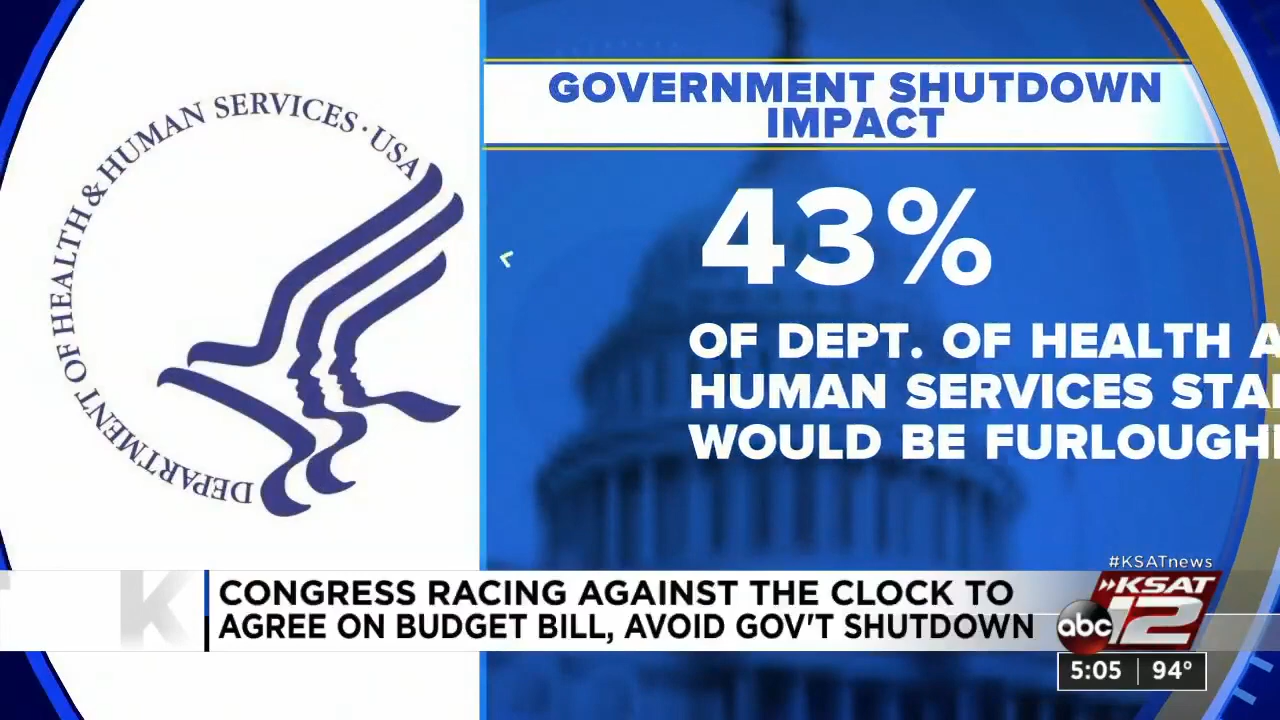 DEPARTMENT OF HEALTH & HUMAN SERVICES · USA
GOVERNMENT SHUTDOWN
IMPACT
43%
OF DEPT. OF HEALTH A
HUMAN SERVICES STA
WOULD BE FURLOUGH
#KSATnews
K
CONGRESS RACING AGAINST THE CLOCK TO
AGREE ON BUDGET BILL, AVOID GOV'T SHUTDOWN
KSAT
abc 12
5:05 94°